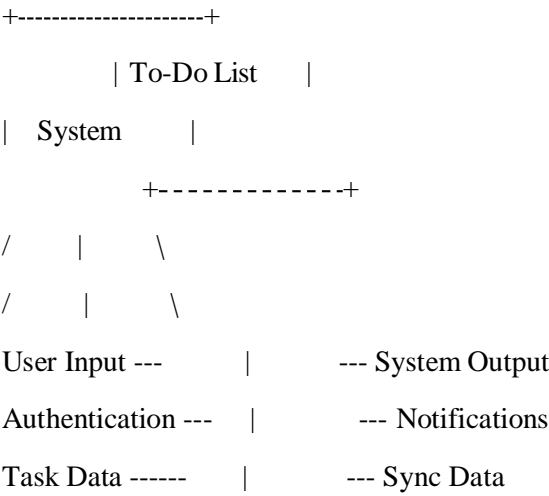 +----------------------+
| To-Do List |
| System |
+-------------+
/ | \
/ | \
User Input --- | --- System Output
Authentication --- | --- Notifications
Task Data ------ | --- Sync Data